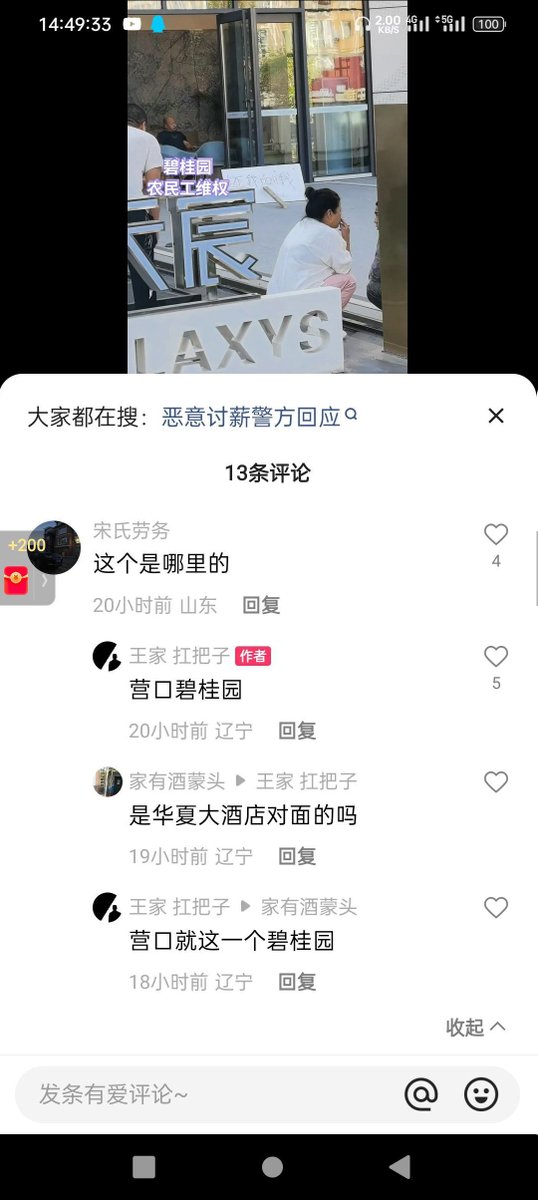 14:49:33
2.00 KB/S
4G
5G
100
碧桂园
农民工维权
天宸
LAXYS
大家都在搜：恶意讨薪警方回应
13条评论
+200
宋氏劳务
这个是哪里的
4
20小时前 山东 回复
王家 扛把子 作者
营口碧桂园
5
20小时前 辽宁 回复
家有酒蒙头 王家 扛把子
是华夏大酒店对面的吗
19小时前 辽宁 回复
王家 扛把子 家有酒蒙头
营口就这一个碧桂园
18小时前 辽宁 回复
收起
发条有爱评论~
@